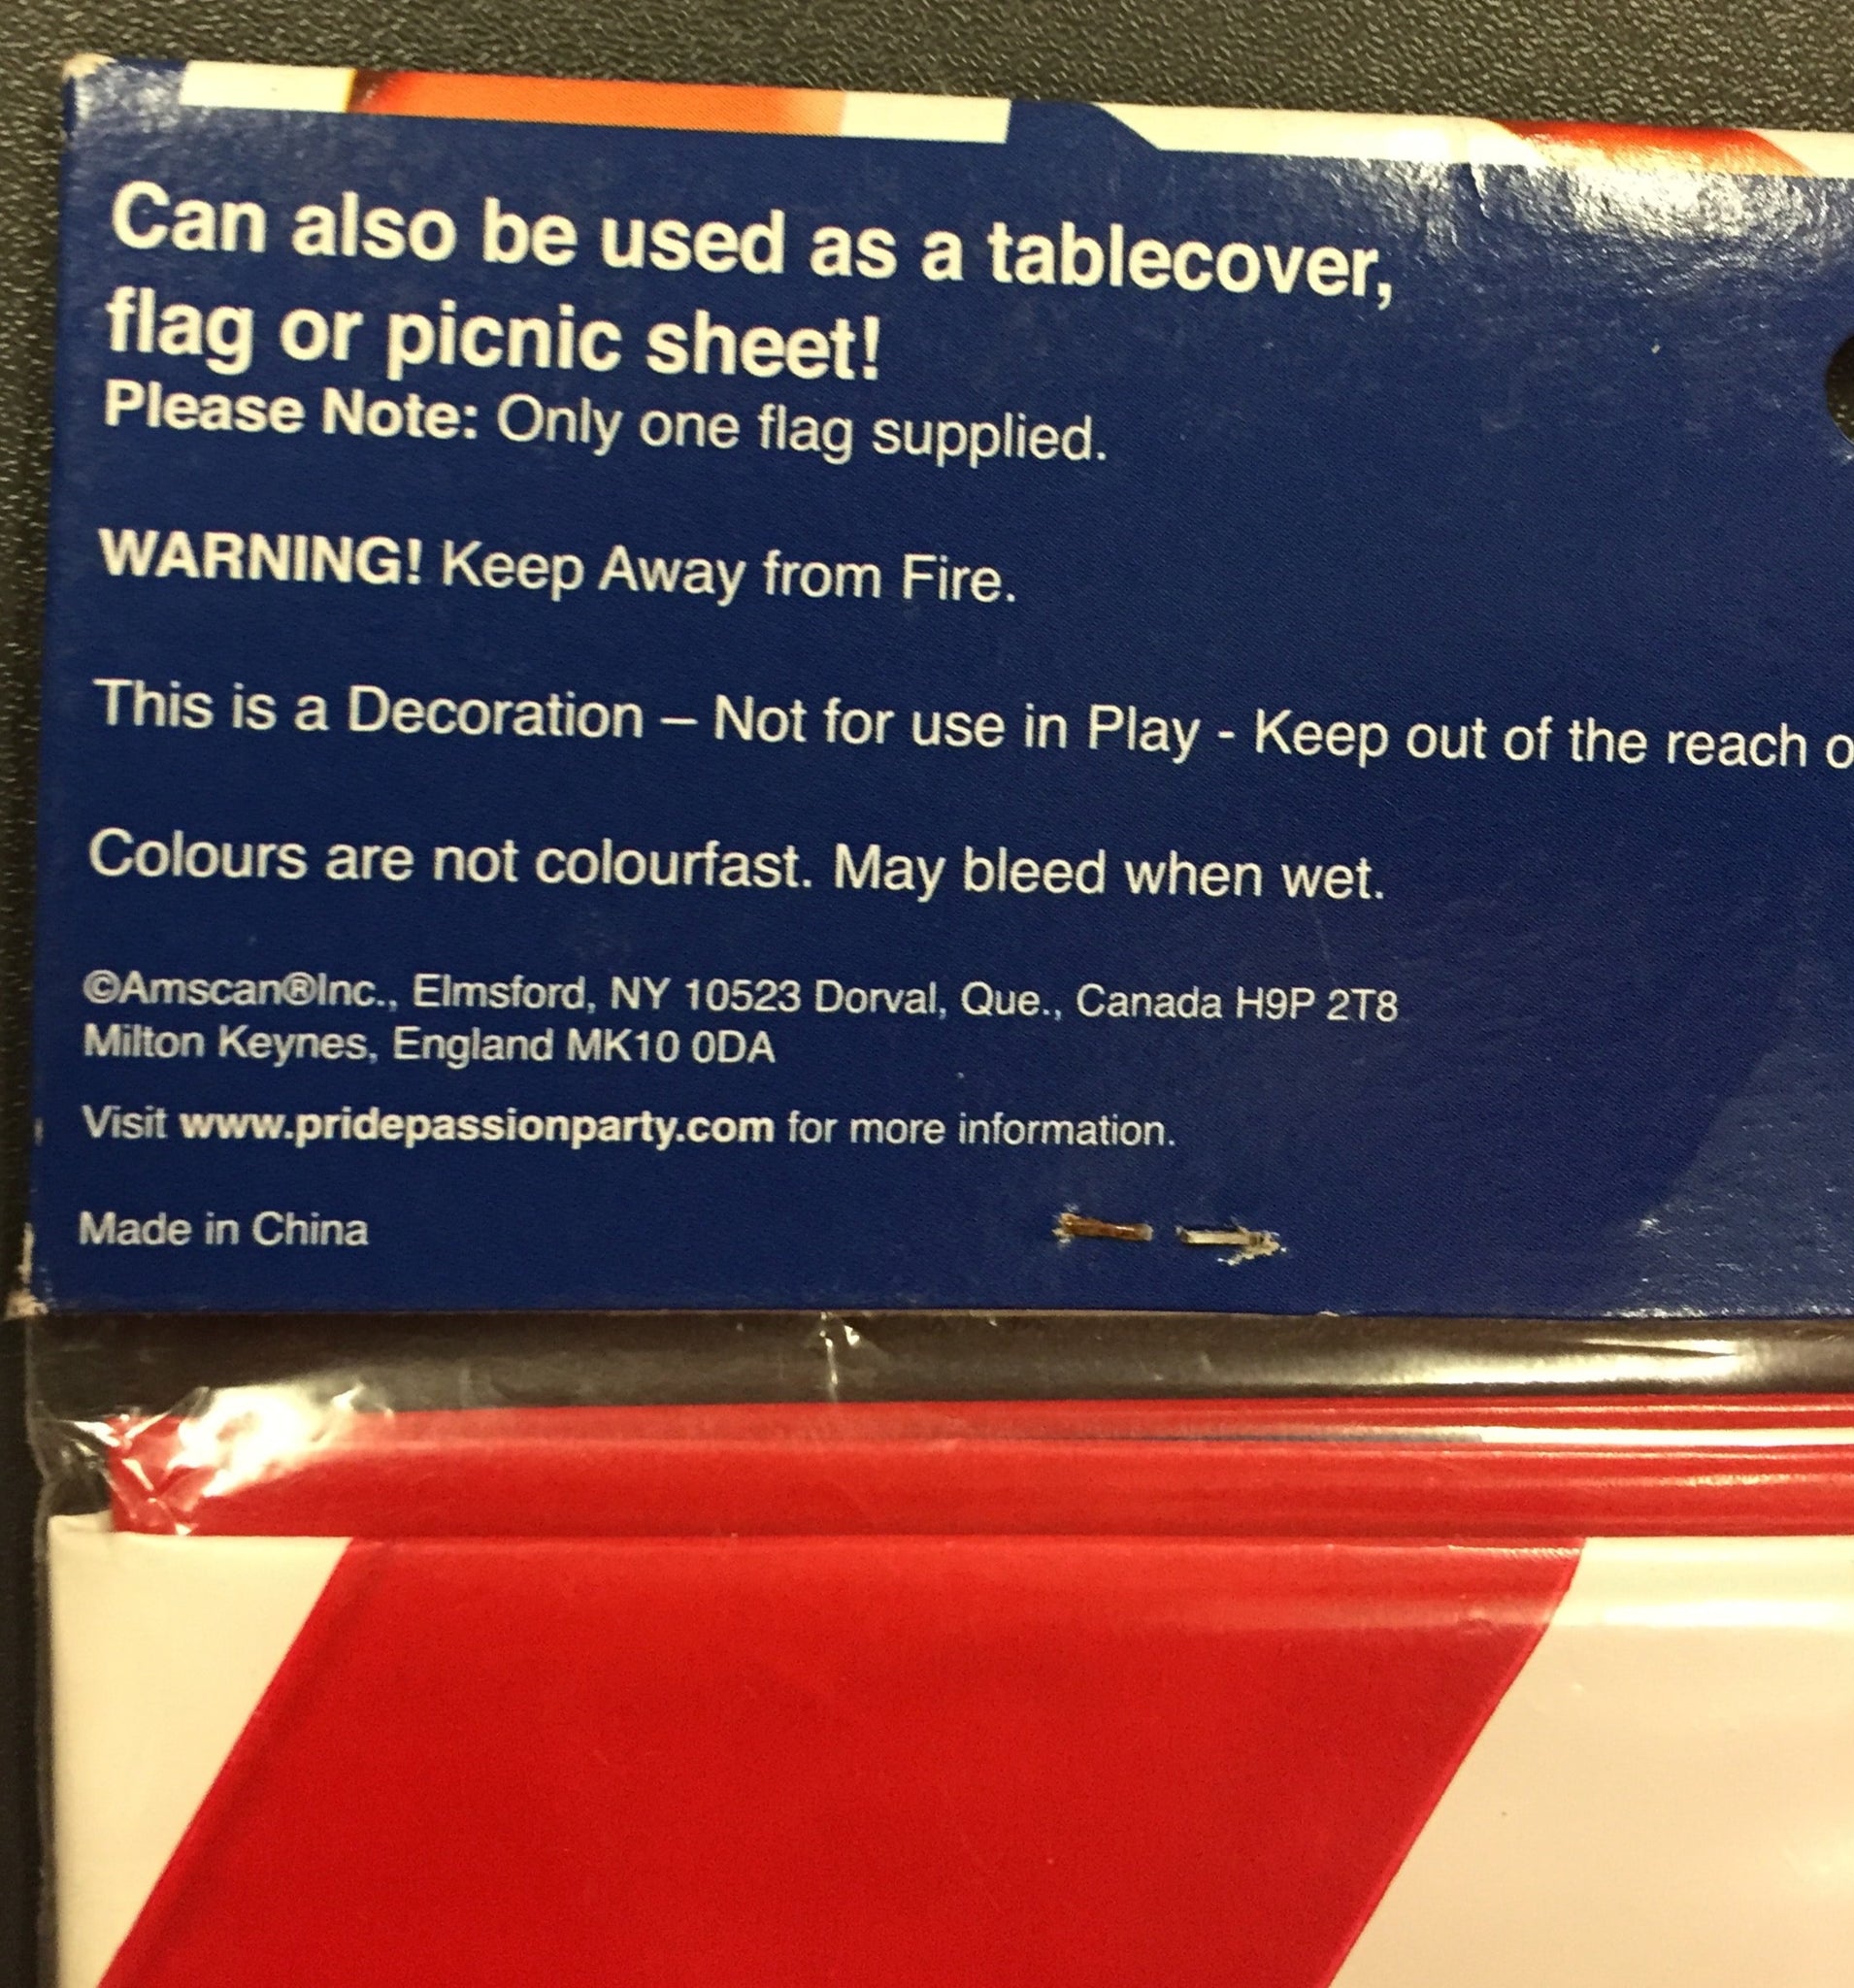 Can also be used as a tablecover,
flag or picnic sheet!
Please Note: Only one flag supplied.
WARNING! Keep Away from Fire.
This is a Decoration – Not for use in Play - Keep out of the reach
Colours are not colourfast. May bleed when wet.
©Amscan®Inc., Elmsford, NY 10523 Dorval, Que., Canada H9P 2T8
Milton Keynes, England MK10 0DA
Visit www.pridepassionparty.com for more information.
Made in China